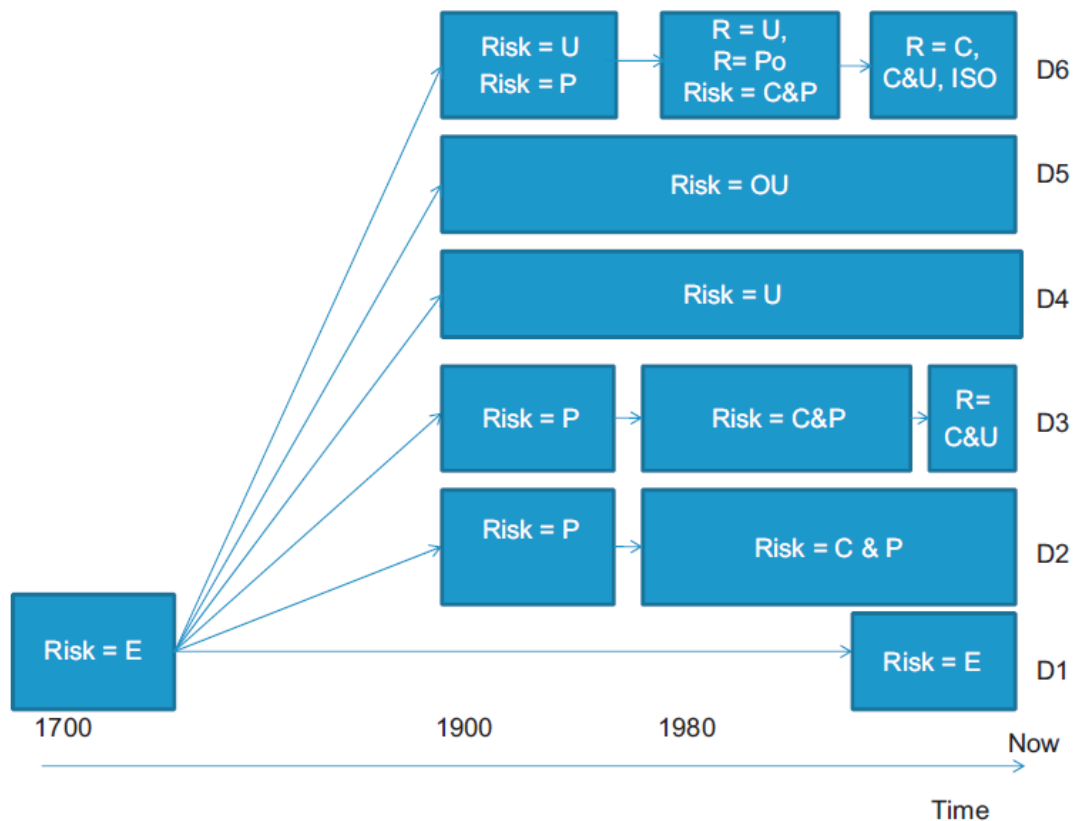 Risk = U
Risk = P
R = U,
R= Po
Risk = C&P
R = C,
C&U, ISO
D6
Risk = OU
D5
Risk = U
D4
Risk = P
Risk = C&P
R=
C&U
D3
Risk = P
Risk = C & P
D2
Risk = E
Risk = E
D1
1700
1900
1980
Now
Time